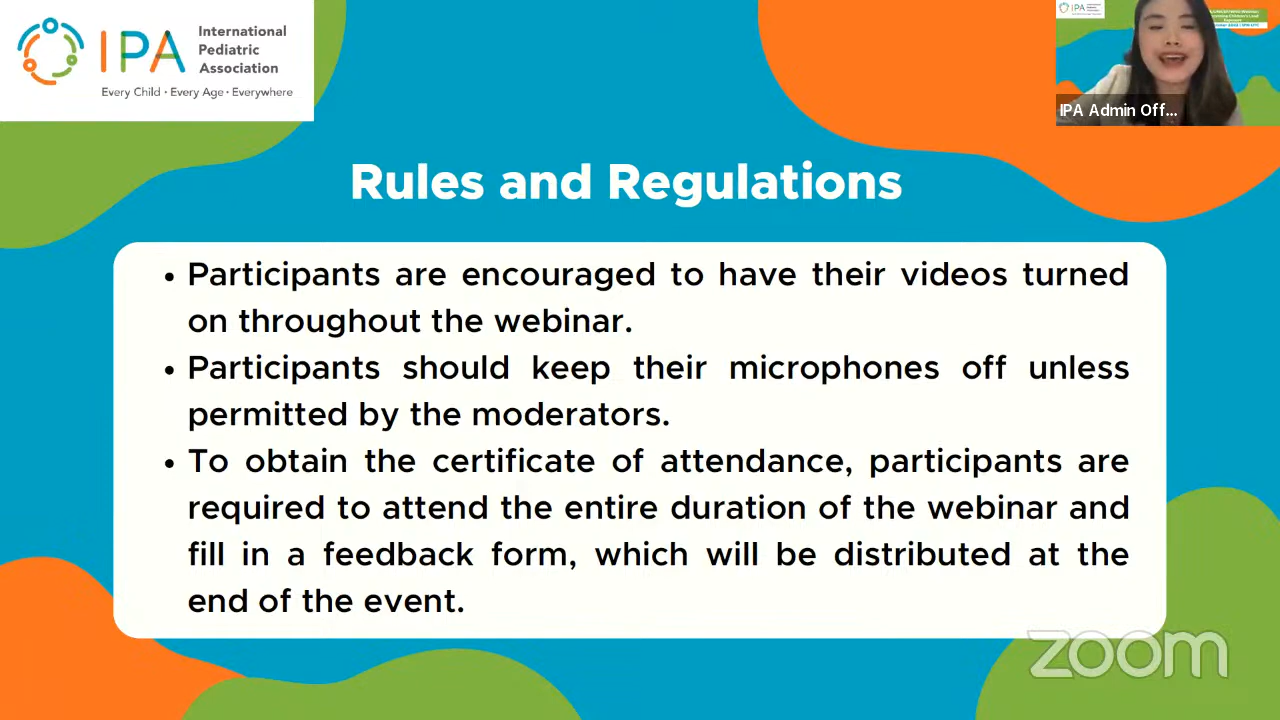 IPA
International
Pediatric
Association
Every Child • Every Age • Everywhere
IPA Admin Off...
Rules and Regulations
• Participants are encouraged to have their videos turned
on throughout the webinar.
• Participants should keep their microphones off unless
permitted by the moderators.
• To obtain the certificate of attendance, participants are
required to attend the entire duration of the webinar and
fill in a feedback form, which will be distributed at the
end of the event.
zoom